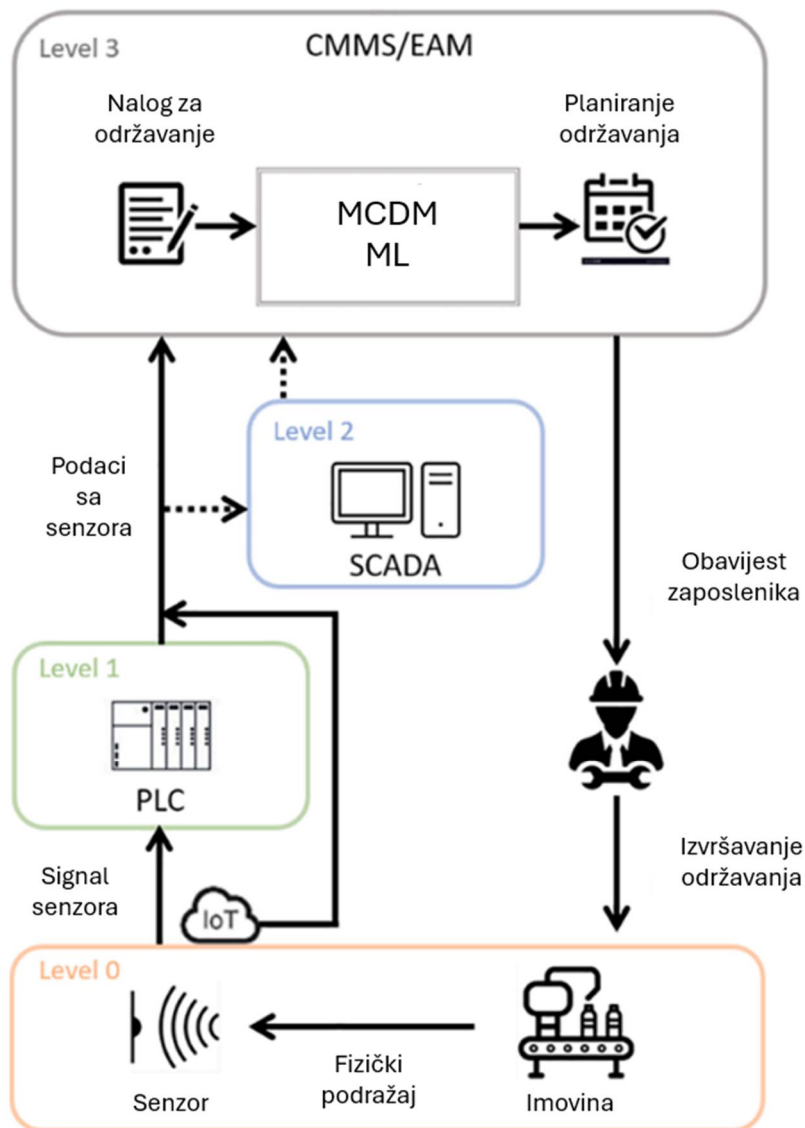 Level 3
CMMS/EAM
Nalog za
održavanje
Planiranje
održavanja
MCDM
ML
Level 2
SCADA
Podaci
sa
senzora
Obavijest
zaposlenika
Level 1
PLC
Signal
senzora
IoT
Izvršavanje
održavanja
Level 0
Senzor
Fizički
podražaj
Imovina